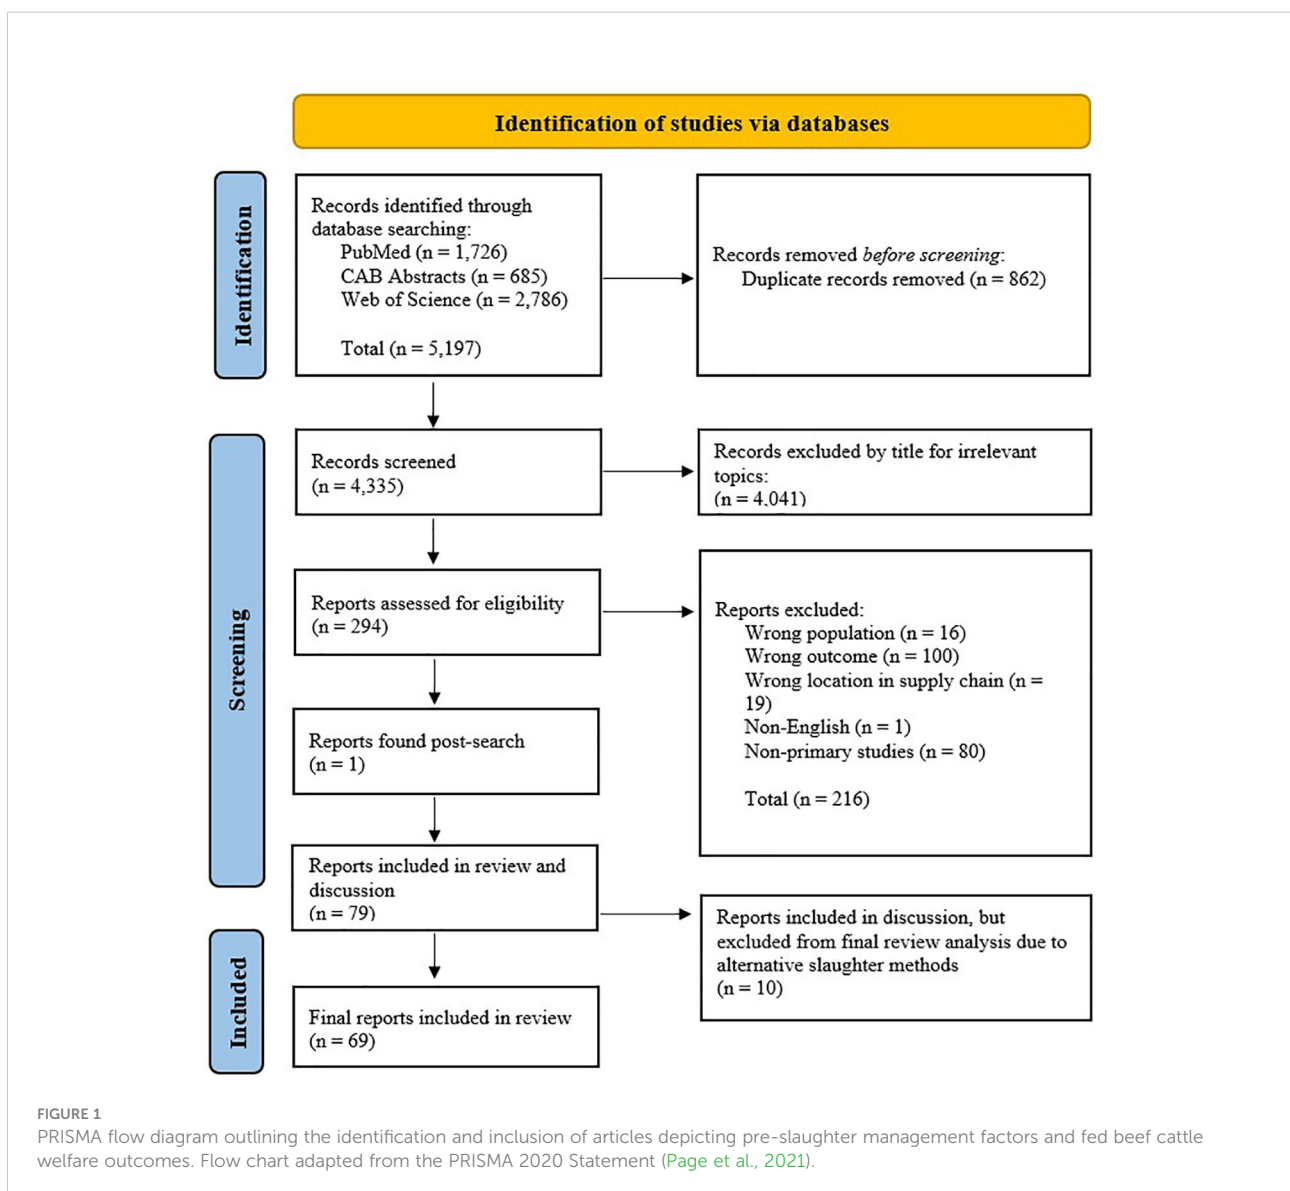 Identification of studies via databases
Identification
Records identified through
database searching:
PubMed (n = 1,726)
CAB Abstracts (n = 685)
Web of Science (n = 2,786)
Total (n = 5,197)
Records removed before screening:
Duplicate records removed (n = 862)
Screening
Records screened
(n = 4,335)
Records excluded by title for irrelevant
topics:
(n = 4,041)
Reports assessed for eligibility
(n = 294)
Reports excluded:
Wrong population (n = 16)
Wrong outcome (n = 100)
Wrong location in supply chain (n =
19)
Non-English (n = 1)
Non-primary studies (n = 80)
Total (n = 216)
Reports found post-search
(n = 1)
Reports included in review and
discussion
(n = 79)
Reports included in discussion, but
excluded from final review analysis due to
alternative slaughter methods
(n = 10)
Included
Final reports included in review
(n = 69)
FIGURE 1
PRISMA flow diagram outlining the identification and inclusion of articles depicting pre-slaughter management factors and fed beef cattle
welfare outcomes. Flow chart adapted from the PRISMA 2020 Statement (Page et al., 2021).